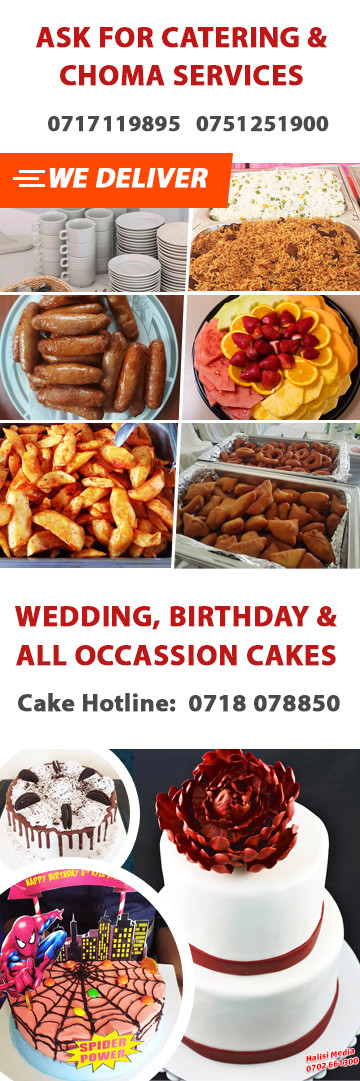 ASK FOR CATERING &
CHOMA SERVICES
0717119895 0751251900
WE DELIVER
WEDDING, BIRTHDAY &
ALL OCCASSION CAKES
Cake Hotline: 0718 078850
HAPPY BIRTHDAY
SPIDER
POWER
Halisi Media
0702 661300